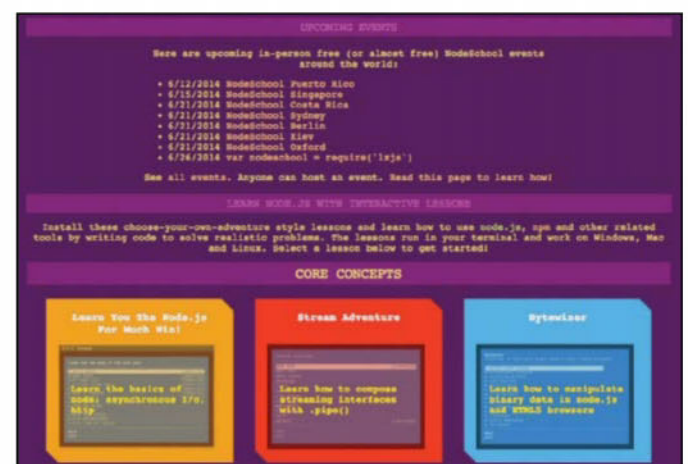 UPCOMING EVENTS
Here are upcoming in-person free (or almost free) NodeSchool events
around the world:
• 6/12/2014 NodeSchool Puerto Rico
• 6/15/2014 NodeSchool Singapore
• 6/21/2014 NodeSchool Costa Rica
• 6/21/2014 NodeSchool Sydney
• 6/21/2014 NodeSchool Berlin
• 6/21/2014 NodeSchool Kiev
• 6/21/2014 NodeSchool Oxford
• 6/26/2014 var nodeschool = require('lxjs')
See all events. Anyone can host an event. Read this page to learn how!
LEARN NODE.JS WITH INTERACTIVE LESSONS
Install these choose-your-own-adventure style lessons and learn how to use node.js, npm and other related
tools by writing code to solve realistic problems. The lessons run in your terminal and work on Windows, Mac
and Linux. Select a lesson below to get started!
CORE CONCEPTS
Learn You The Node.js
For Much Win!
Learn the basics of
node: asynchronous i/o,
http
Stream Adventure
Learn how to compose
streaming interfaces
with .pipe()
Bytewiser
Learn how to manipulate
binary data in node.js
and HTML5 browsers